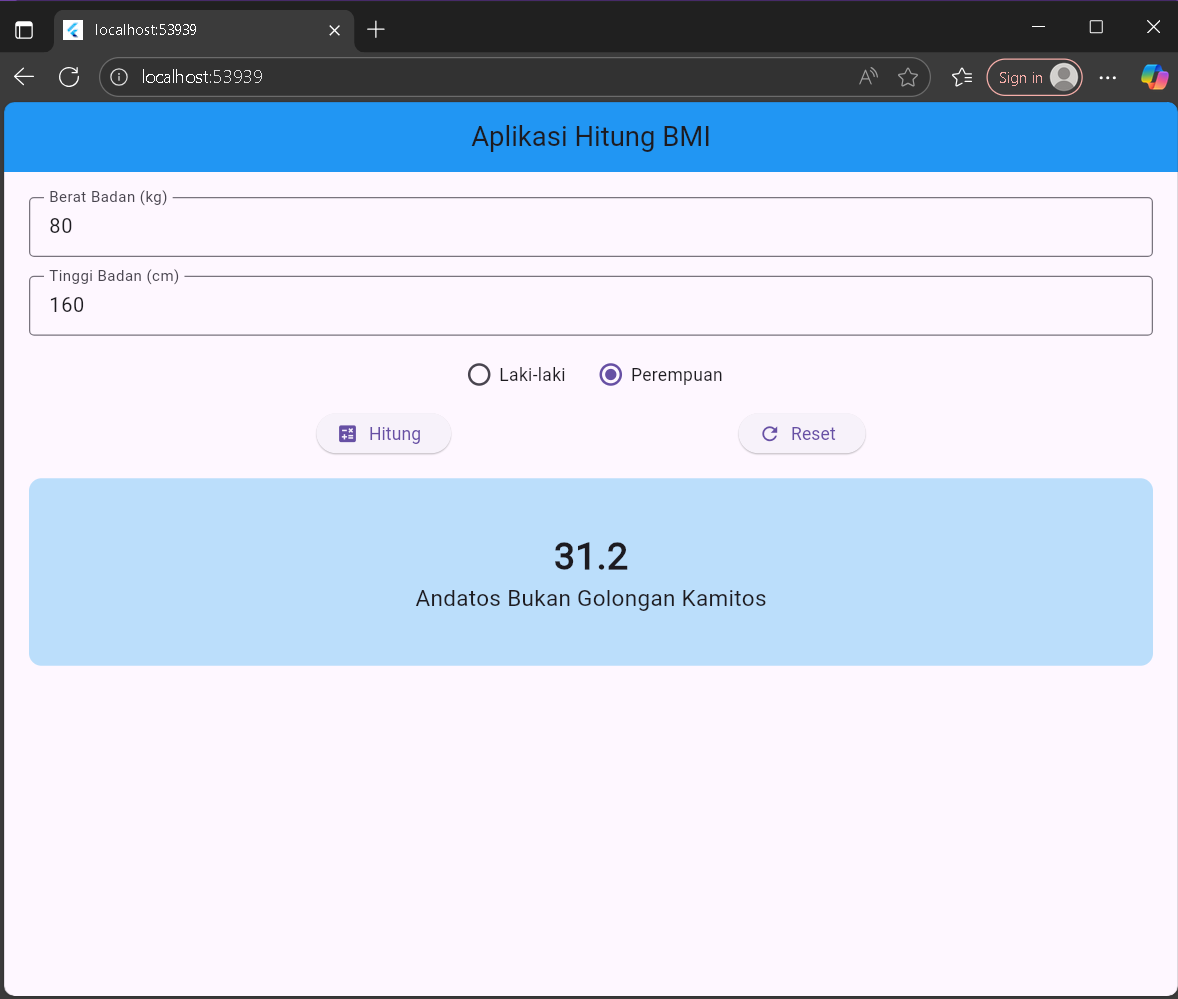 localhost:53939
localhost:53939
Sign in
Aplikasi Hitung BMI
Berat Badan (kg)
80
Tinggi Badan (cm)
160
Laki-laki
Perempuan
Hitung
Reset
31.2
Andatos Bukan Golongan Kamitos